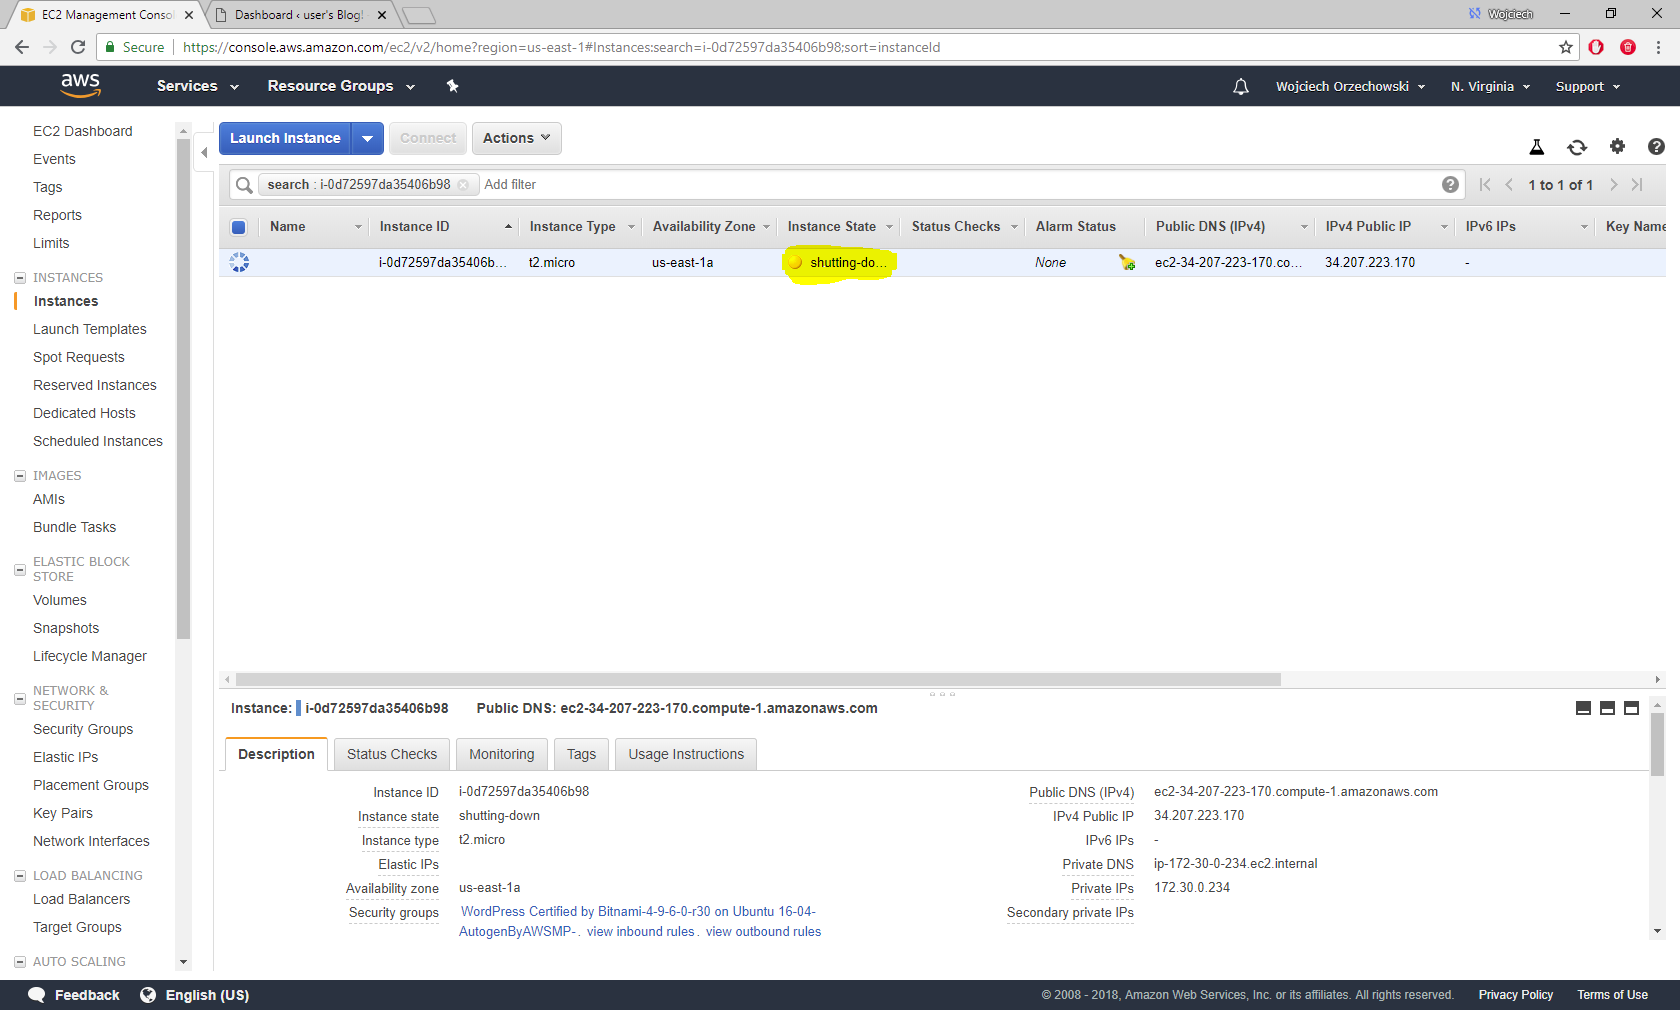 EC2 Management Conso
Dashboard ‹ user's Blog! -
Wojciech
Secure
https://console.aws.amazon.com/ec2/v2/home?region=us-east-1#Instances:search=i-0d72597da35406b98;sort=instanceId
aws
Services
Resource Groups
Wojciech Orzechowski
N. Virginia
Support
EC2 Dashboard
Events
Tags
Reports
Limits
INSTANCES
Instances
Launch Templates
Spot Requests
Reserved Instances
Dedicated Hosts
Scheduled Instances
IMAGES
AMIs
Bundle Tasks
ELASTIC BLOCK
STORE
Volumes
Snapshots
Lifecycle Manager
NETWORK &
SECURITY
Security Groups
Elastic IPs
Placement Groups
Key Pairs
Network Interfaces
LOAD BALANCING
Load Balancers
Target Groups
AUTO SCALING
Launch Instance
Connect
Actions
search : i-0d72597da35406b98
Add filter
1 to 1 of 1
Name Instance ID Instance Type Availability Zone Instance State Status Checks Alarm Status Public DNS (IPv4) IPv4 Public IP IPv6 IPs Key Name
i-0d72597da35406b... t2.micro us-east-1a shutting-do... None ec2-34-207-223-170.co... 34.207.223.170 -
Instance: i-0d72597da35406b98 Public DNS: ec2-34-207-223-170.compute-1.amazonaws.com
Description Status Checks Monitoring Tags Usage Instructions
Instance ID i-0d72597da35406b98
Instance state shutting-down
Instance type t2.micro
Elastic IPs
Availability zone us-east-1a
Security groups WordPress Certified by Bitnami-4-9-6-0-r30 on Ubuntu 16-04-
AutogenByAWSMP-. view inbound rules. view outbound rules
Public DNS (IPv4) ec2-34-207-223-170.compute-1.amazonaws.com
IPv4 Public IP 34.207.223.170
IPv6 IPs -
Private DNS ip-172-30-0-234.ec2.internal
Private IPs 172.30.0.234
Secondary private IPs
Feedback
English (US)
© 2008 - 2018, Amazon Web Services, Inc. or its affiliates. All rights reserved.
Privacy Policy
Terms of Use